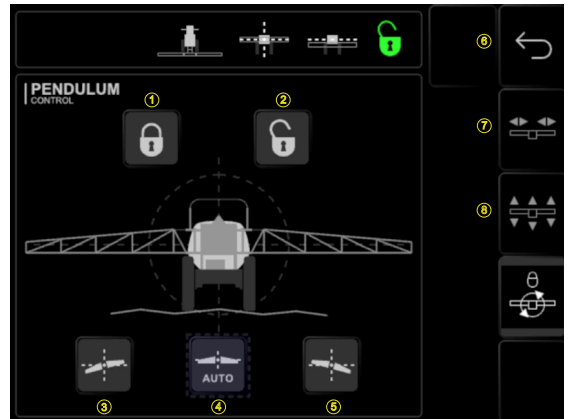 ⑥
PENDULUM
CONTROL
① ②
⑦
⑧
AUTO
③ ④ ⑤